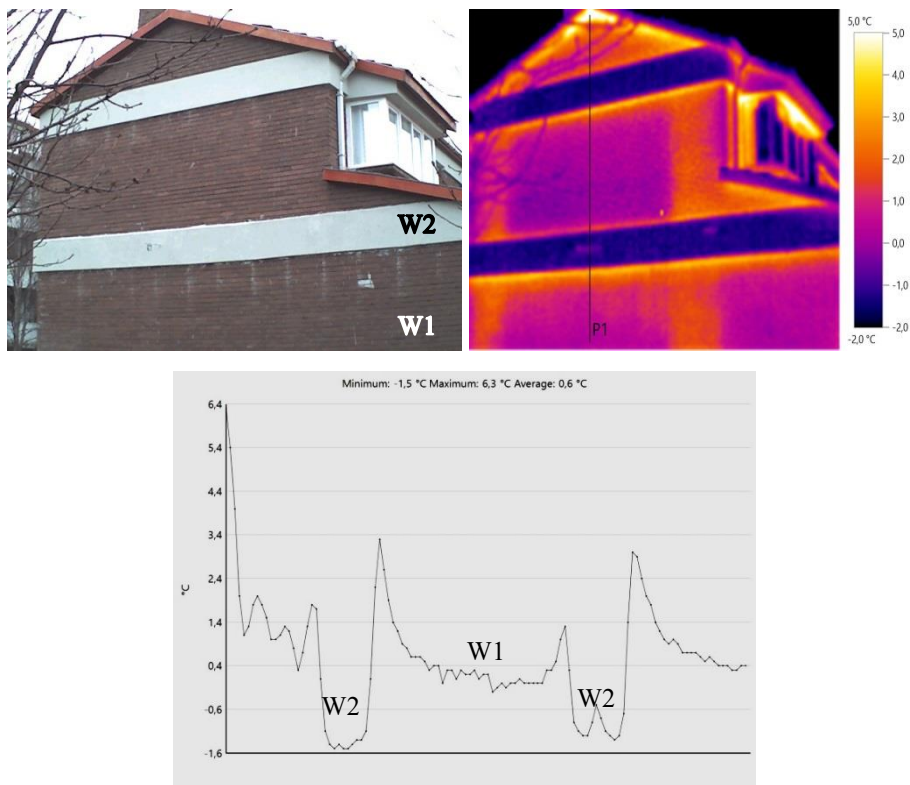 W2
W1
5,0 °C
5,0
4,0
3,0
2,0
1,0
0,0
-1,0
-2,0
-2,0 °C
P1
Minimum: -1,5 °C Maximum: 6,3 °C Average: 0,6 °C
6,4
5,4
4,4
3,4
2,4
1,4
0,4
-0,6
-1,6
°C
W2
W1
W2